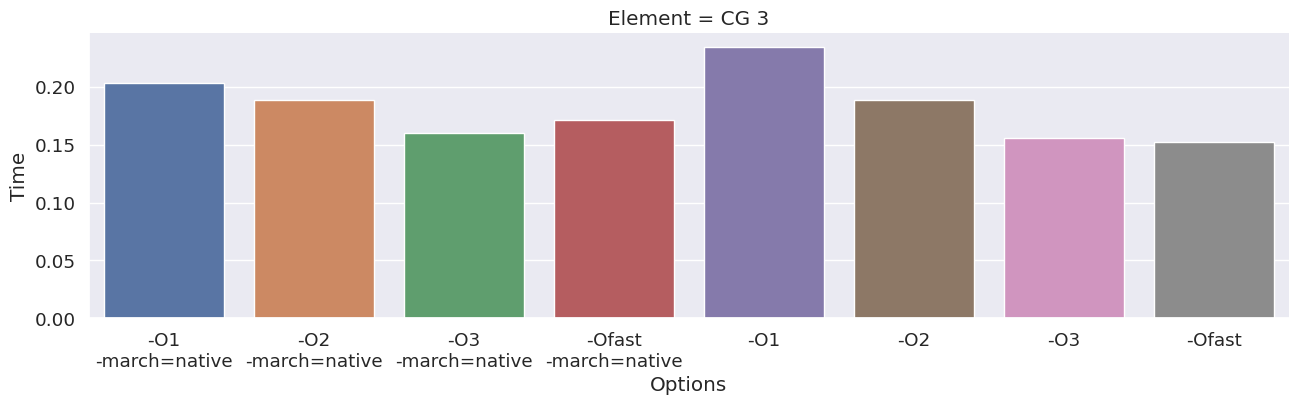 Element = CG 3
Time
0.20
0.15
0.10
0.05
0.00
-O1 -O2 -O3 -Ofast -O1 -O2 -O3 -Ofast
-march=native -march=native -march=native -march=native
Options